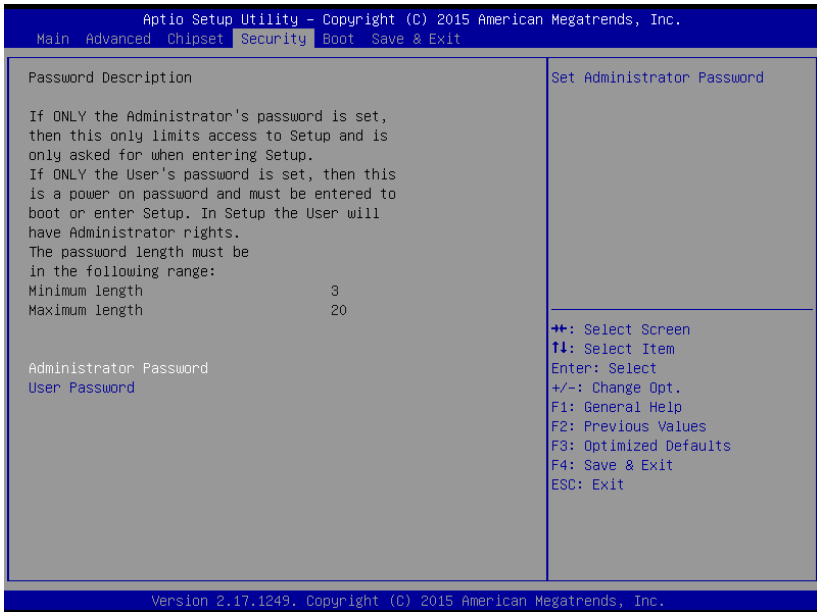 Aptio Setup Utility – Copyright (C) 2015 American Megatrends, Inc.
Main Advanced Chipset Security Boot Save & Exit
Password Description
If ONLY the Administrator's password is set,
then this only limits access to Setup and is
only asked for when entering Setup.
If ONLY the User's password is set, then this
is a power on password and must be entered to
boot or enter Setup. In Setup the User will
have Administrator rights.
The password length must be
in the following range:
Minimum length 3
Maximum length 20
Administrator Password
User Password
Set Administrator Password
→←: Select Screen
↑↓: Select Item
Enter: Select
+/-: Change Opt.
F1: General Help
F2: Previous Values
F3: Optimized Defaults
F4: Save & Exit
ESC: Exit
Version 2.17.1249. Copyright (C) 2015 American Megatrends, Inc.